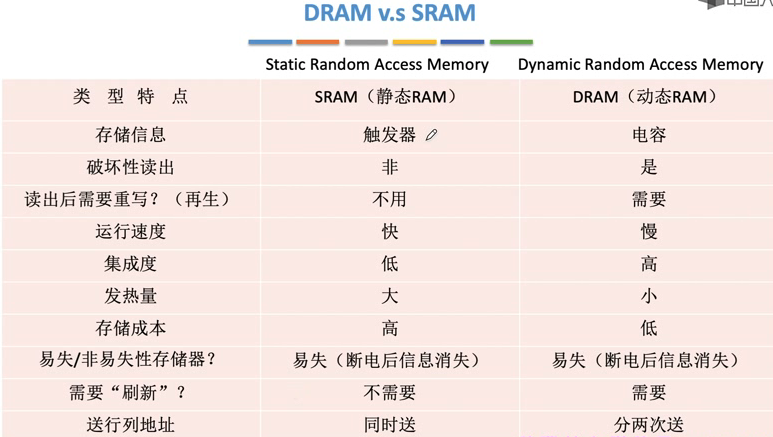 DRAM v.s SRAM
Static Random Access Memory Dynamic Random Access Memory
类 型 特 点 SRAM（静态RAM） DRAM（动态RAM）
存储信息 触发器 电容
破坏性读出 非 是
读出后需要重写？（再生） 不用 需要
运行速度 快 慢
集成度 低 高
发热量 大 小
存储成本 高 低
易失/非易失性存储器？ 易失（断电后信息消失） 易失（断电后信息消失）
需要“刷新”？ 不需要 需要
送行列地址 同时送 分两次送